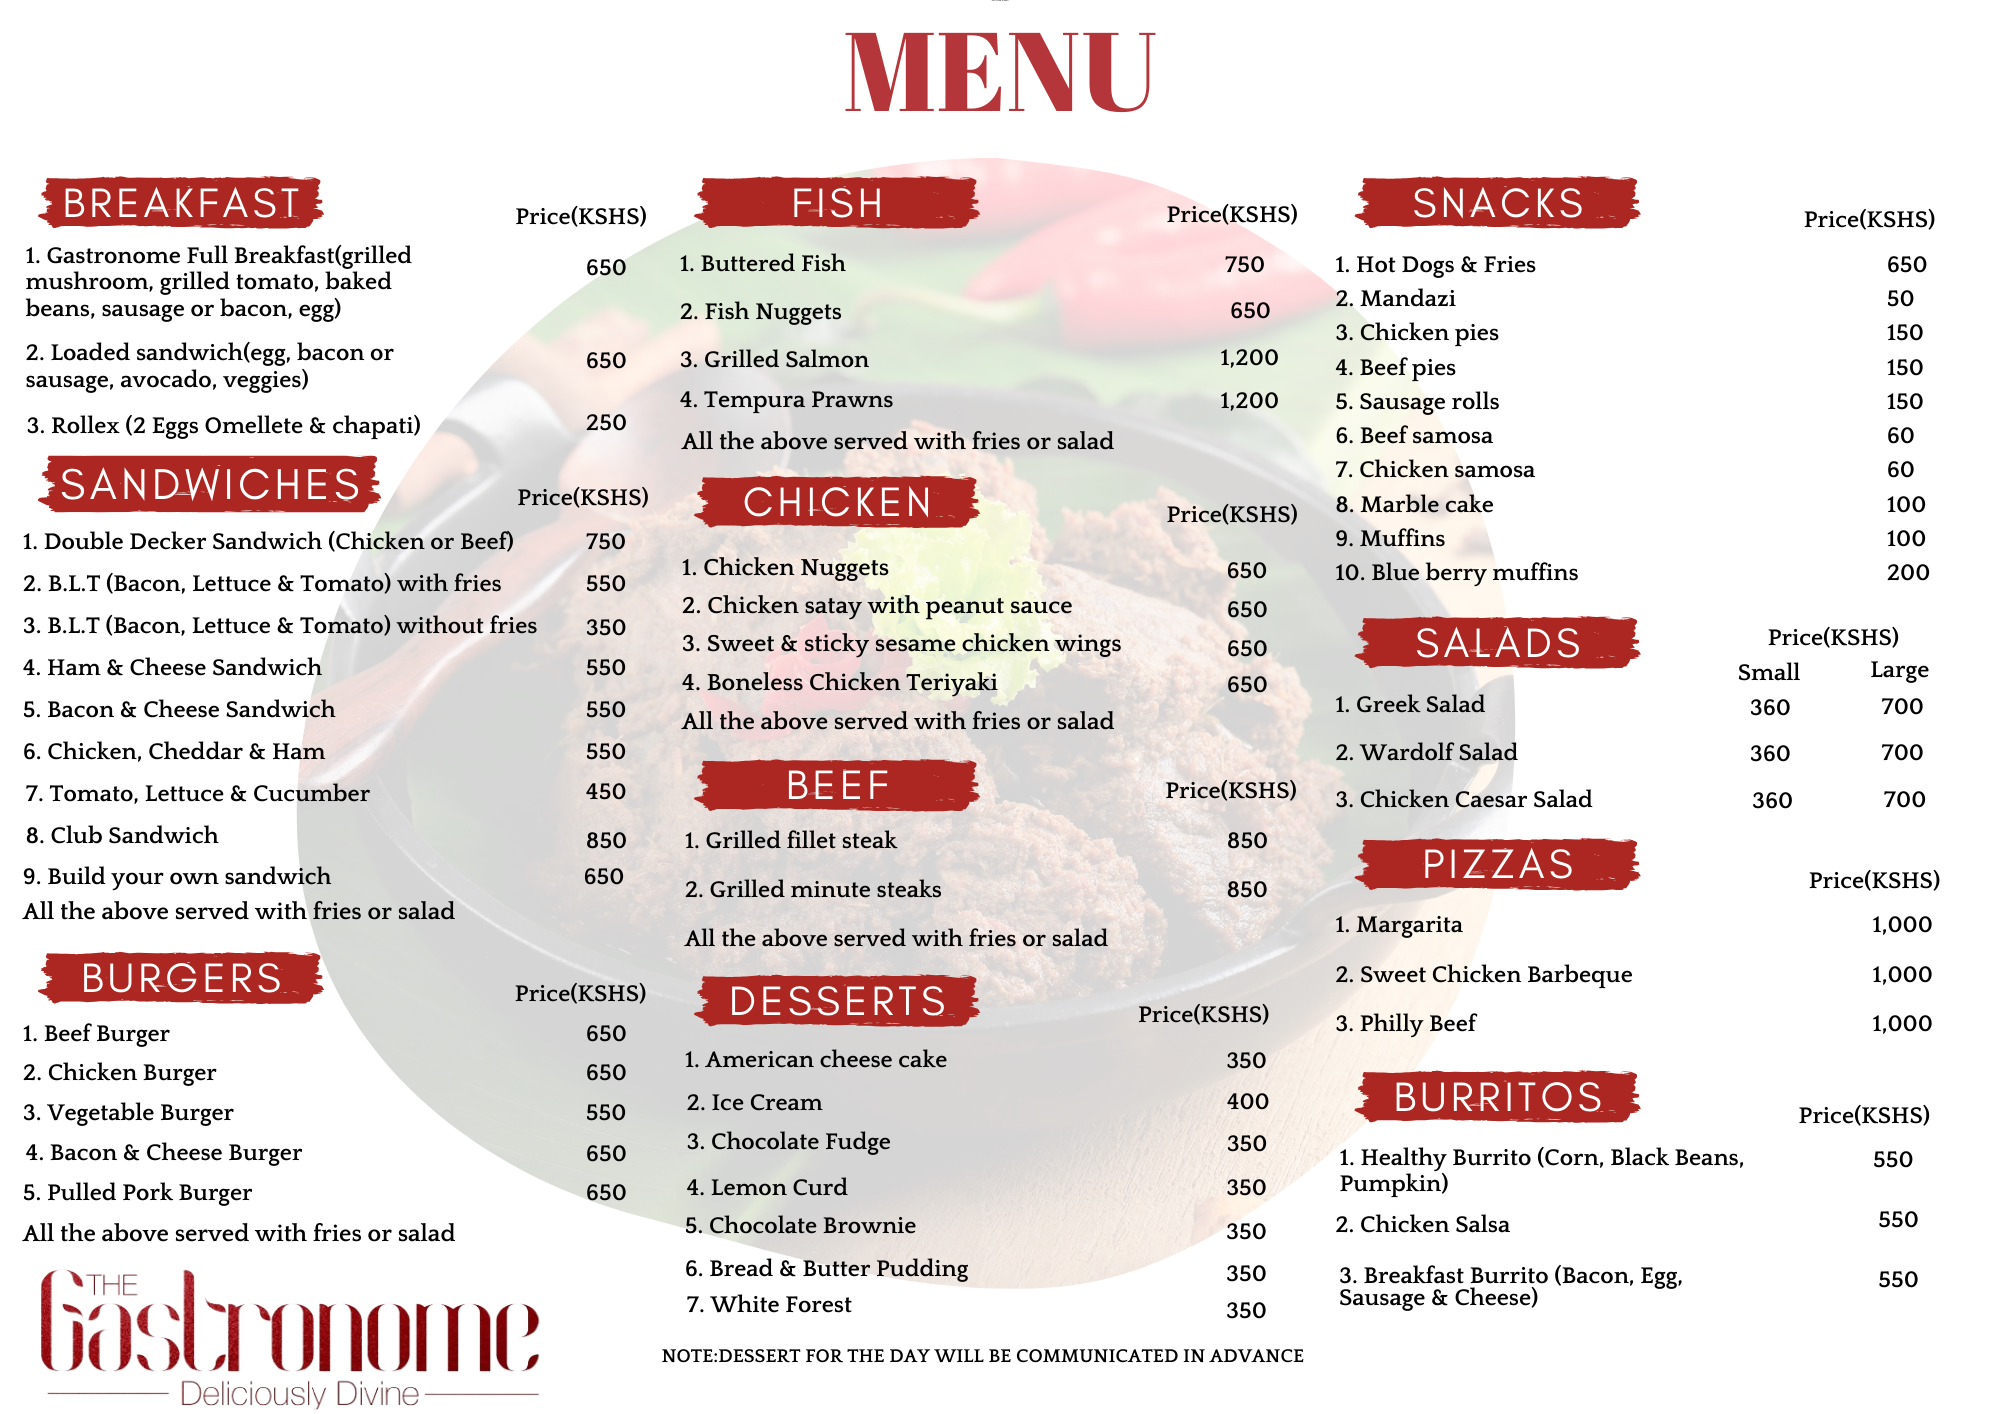 MENU
BREAKFAST
Price(KSHS)
1. Gastronome Full Breakfast(grilled
mushroom, grilled tomato, baked
beans, sausage or bacon, egg)
650
2. Loaded sandwich(egg, bacon or
sausage, avocado, veggies)
650
3. Rollex (2 Eggs Omellete & chapati) 250
SANDWICHES
Price(KSHS)
1. Double Decker Sandwich (Chicken or Beef) 750
2. B.L.T (Bacon, Lettuce & Tomato) with fries 550
3. B.L.T (Bacon, Lettuce & Tomato) without fries 350
4. Ham & Cheese Sandwich 550
5. Bacon & Cheese Sandwich 550
6. Chicken, Cheddar & Ham 550
7. Tomato, Lettuce & Cucumber 450
8. Club Sandwich 850
9. Build your own sandwich 650
All the above served with fries or salad
BURGERS
Price(KSHS)
1. Beef Burger 650
2. Chicken Burger 650
3. Vegetable Burger 550
4. Bacon & Cheese Burger 650
5. Pulled Pork Burger 650
All the above served with fries or salad
THE
Gastronome
Deliciously Divine
FISH
Price(KSHS)
1. Buttered Fish 750
2. Fish Nuggets 650
3. Grilled Salmon 1,200
4. Tempura Prawns 1,200
All the above served with fries or salad
CHICKEN
Price(KSHS)
1. Chicken Nuggets 650
2. Chicken satay with peanut sauce 650
3. Sweet & sticky sesame chicken wings 650
4. Boneless Chicken Teriyaki 650
All the above served with fries or salad
BEEF
Price(KSHS)
1. Grilled fillet steak 850
2. Grilled minute steaks 850
All the above served with fries or salad
DESSERTS
Price(KSHS)
1. American cheese cake 350
2. Ice Cream 400
3. Chocolate Fudge 350
4. Lemon Curd 350
5. Chocolate Brownie 350
6. Bread & Butter Pudding 350
7. White Forest 350
NOTE:DESSERT FOR THE DAY WILL BE COMMUNICATED IN ADVANCE
SNACKS
Price(KSHS)
1. Hot Dogs & Fries 650
2. Mandazi 50
3. Chicken pies 150
4. Beef pies 150
5. Sausage rolls 150
6. Beef samosa 60
7. Chicken samosa 60
8. Marble cake 100
9. Muffins 100
10. Blue berry muffins 200
SALADS
Price(KSHS)
Small Large
1. Greek Salad 360 700
2. Wardolf Salad 360 700
3. Chicken Caesar Salad 360 700
PIZZAS
Price(KSHS)
1. Margarita 1,000
2. Sweet Chicken Barbeque 1,000
3. Philly Beef 1,000
BURRITOS
Price(KSHS)
1. Healthy Burrito (Corn, Black Beans,
Pumpkin)
550
2. Chicken Salsa 550
3. Breakfast Burrito (Bacon, Egg,
Sausage & Cheese)
550